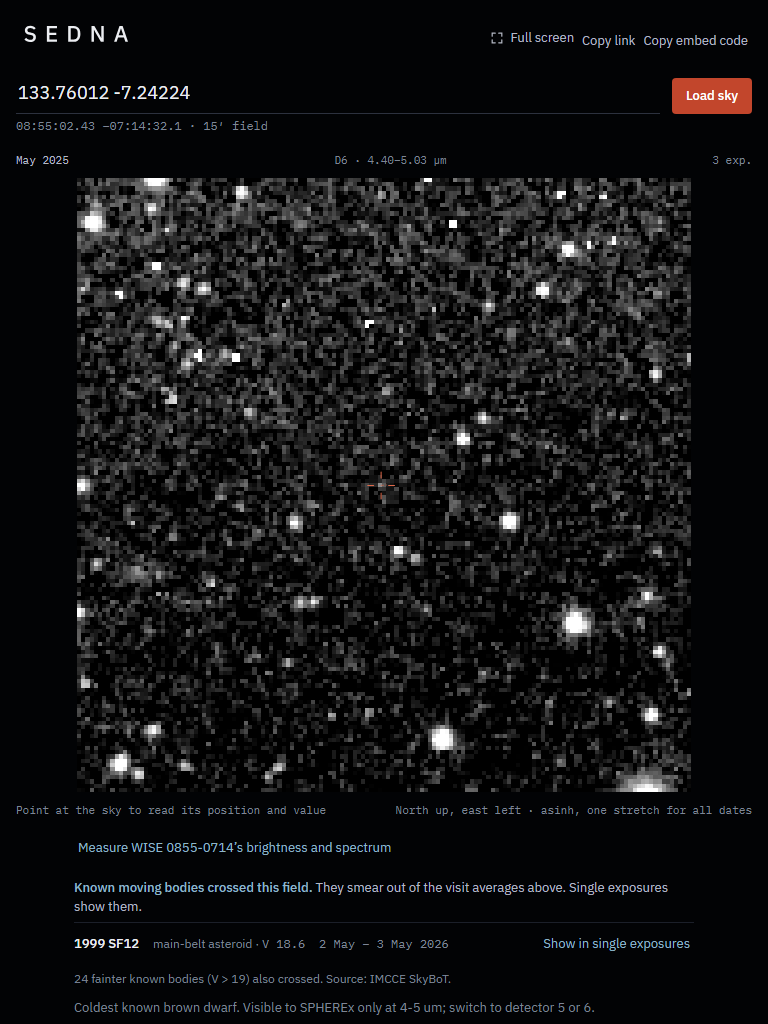 SEDNA
Full screen Copy link Copy embed code
133.76012 -7.24224
Load sky
08:55:02.43 −07:14:32.1 · 15′ field
May 2025 D6 · 4.40–5.03 µm 3 exp.
Point at the sky to read its position and value North up, east left · asinh, one stretch for all dates
Measure WISE 0855-0714’s brightness and spectrum
Known moving bodies crossed this field. They smear out of the visit averages above. Single exposures
show them.
1999 SF12 main-belt asteroid · V 18.6 2 May – 3 May 2026 Show in single exposures
24 fainter known bodies (V > 19) also crossed. Source: IMCCE SkyBoT.
Coldest known brown dwarf. Visible to SPHEREx only at 4-5 um; switch to detector 5 or 6.